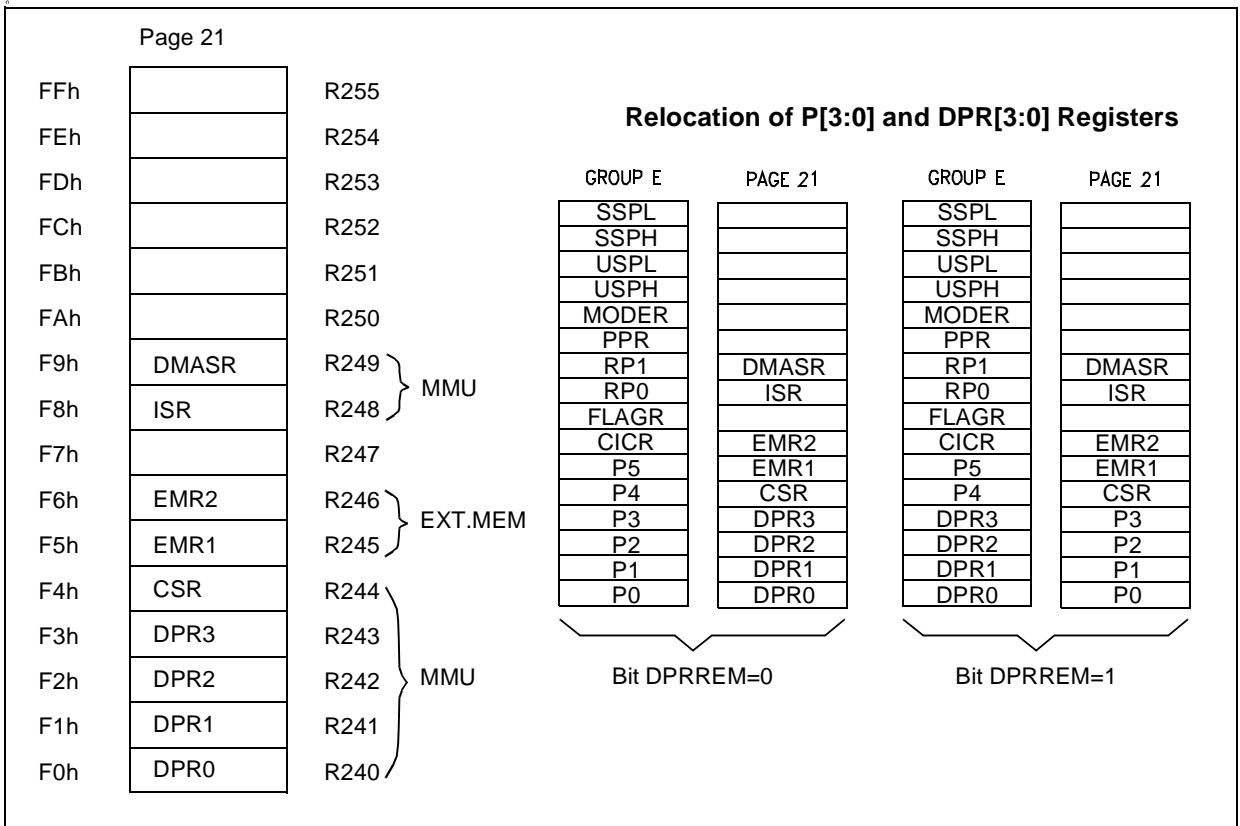 Page 21
FFh R255
FEh R254
FDh R253
FCh R252
FBh R251
FAh R250
F9h DMASR R249
F8h ISR R248
MMU
F7h R247
F6h EMR2 R246
F5h EMR1 R245
EXT.MEM
F4h CSR R244
F3h DPR3 R243
F2h DPR2 R242
F1h DPR1 R241
F0h DPR0 R240
MMU
Relocation of P[3:0] and DPR[3:0] Registers
GROUP E PAGE 21 GROUP E PAGE 21
SSPL SSPL
SSPH SSPH
USPL USPL
USPH USPH
MODER MODER
PPR PPR
RP1 DMASR RP1 DMASR
RP0 ISR RP0 ISR
FLAGR FLAGR
CICR EMR2 CICR EMR2
P5 EMR1 P5 EMR1
P4 CSR P4 CSR
P3 DPR3 DPR3 P3
P2 DPR2 DPR2 P2
P1 DPR1 DPR1 P1
P0 DPR0 DPR0 P0
Bit DPRREM=0 Bit DPRREM=1